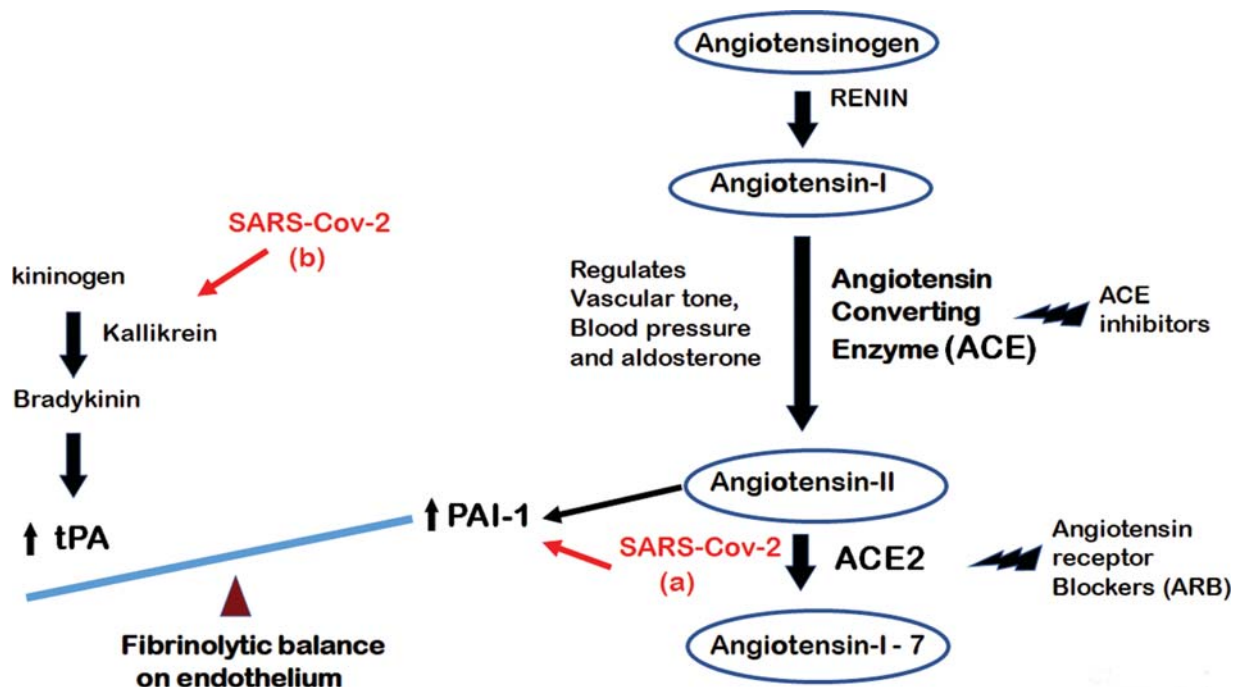 Angiotensinogen
RENIN
Angiotensin-I
SARS-Cov-2
(b)
kininogen
Kallikrein
Bradykinin
tPA
Regulates
Vascular tone,
Blood pressure
and aldosterone
Angiotensin
Converting
Enzyme (ACE)
ACE
inhibitors
Angiotensin-II
PAI-1
SARS-Cov-2
(a)
ACE2
Angiotensin
receptor
Blockers (ARB)
Angiotensin-I - 7
Fibrinolytic balance
on endothelium